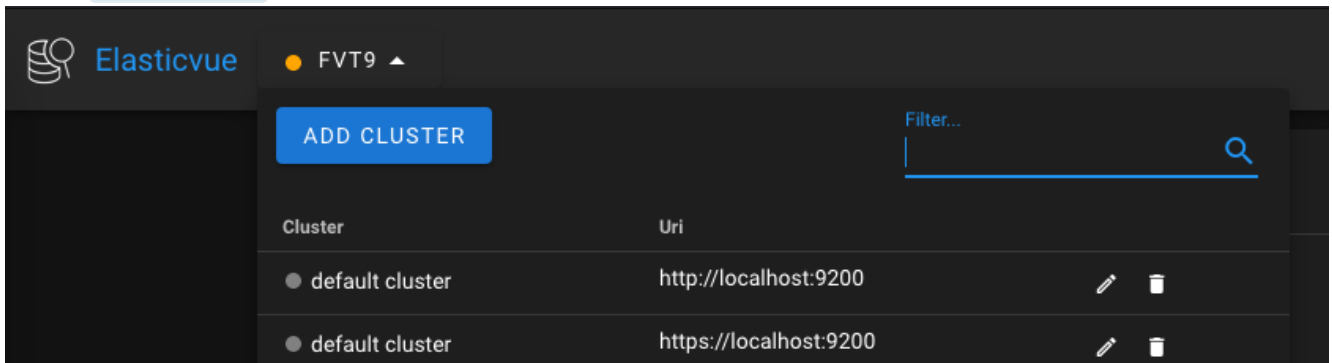 Elasticvue FVT9
ADD CLUSTER Filter...
Cluster Uri
default cluster http://localhost:9200
default cluster https://localhost:9200